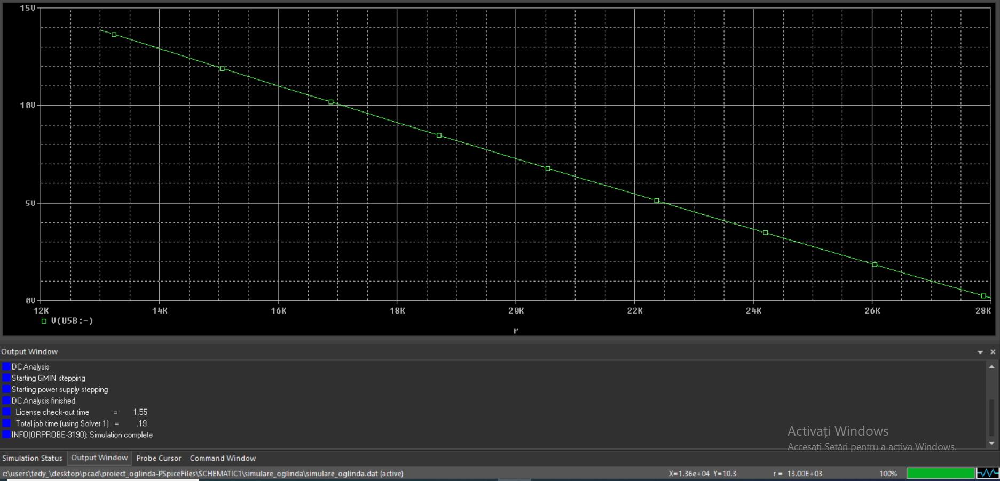 15V
10V
5V
0V
12K 14K 16K 18K 20K 22K 24K 26K 28K
V(U5B:-)
r
Output Window
DC Analysis
Starting GMIN stepping
Starting power supply stepping
DC Analysis finished
License check-out time = 1.55
Total job time (using Solver 1) = .19
INFO(ORPROBE-3190): Simulation complete
Activați Windows
Accesați Setări pentru a activa Windows.
Simulation Status Output Window Probe Cursor Command Window
c:\users\tedy_\desktop\pcad\proiect_oglinda-PSpiceFiles\SCHEMATIC1\simulare_oglinda\simulare_oglinda.dat (active) X=1.36e+04 Y=10.3 r = 13.00E+03 100%